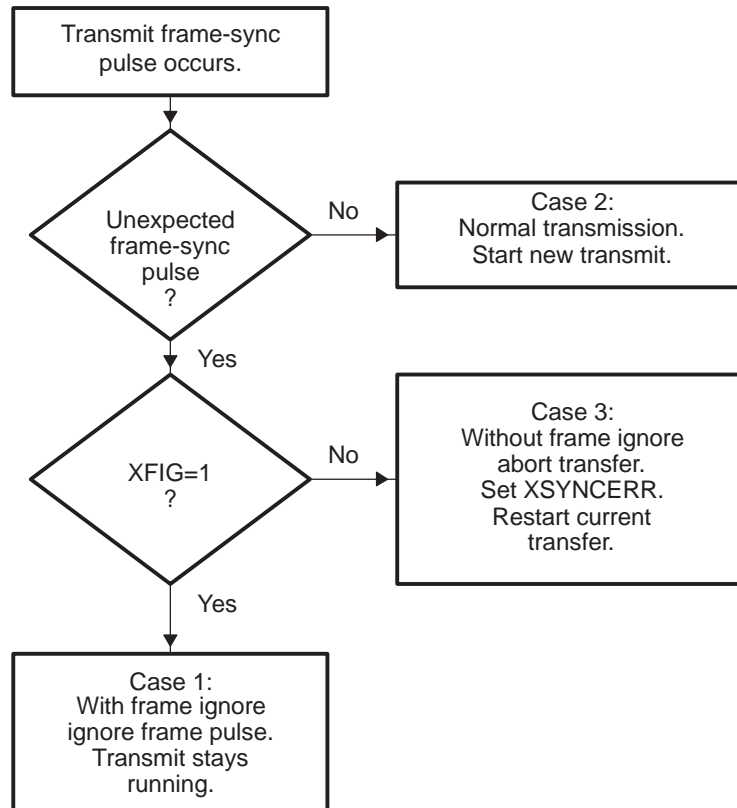 Transmit frame-sync
pulse occurs.
Unexpected
frame-sync
pulse
?
No
Case 2:
Normal transmission.
Start new transmit.
Yes
XFIG=1
?
No
Case 3:
Without frame ignore
abort transfer.
Set XSYNCERR.
Restart current
transfer.
Yes
Case 1:
With frame ignore
ignore frame pulse.
Transmit stays
running.